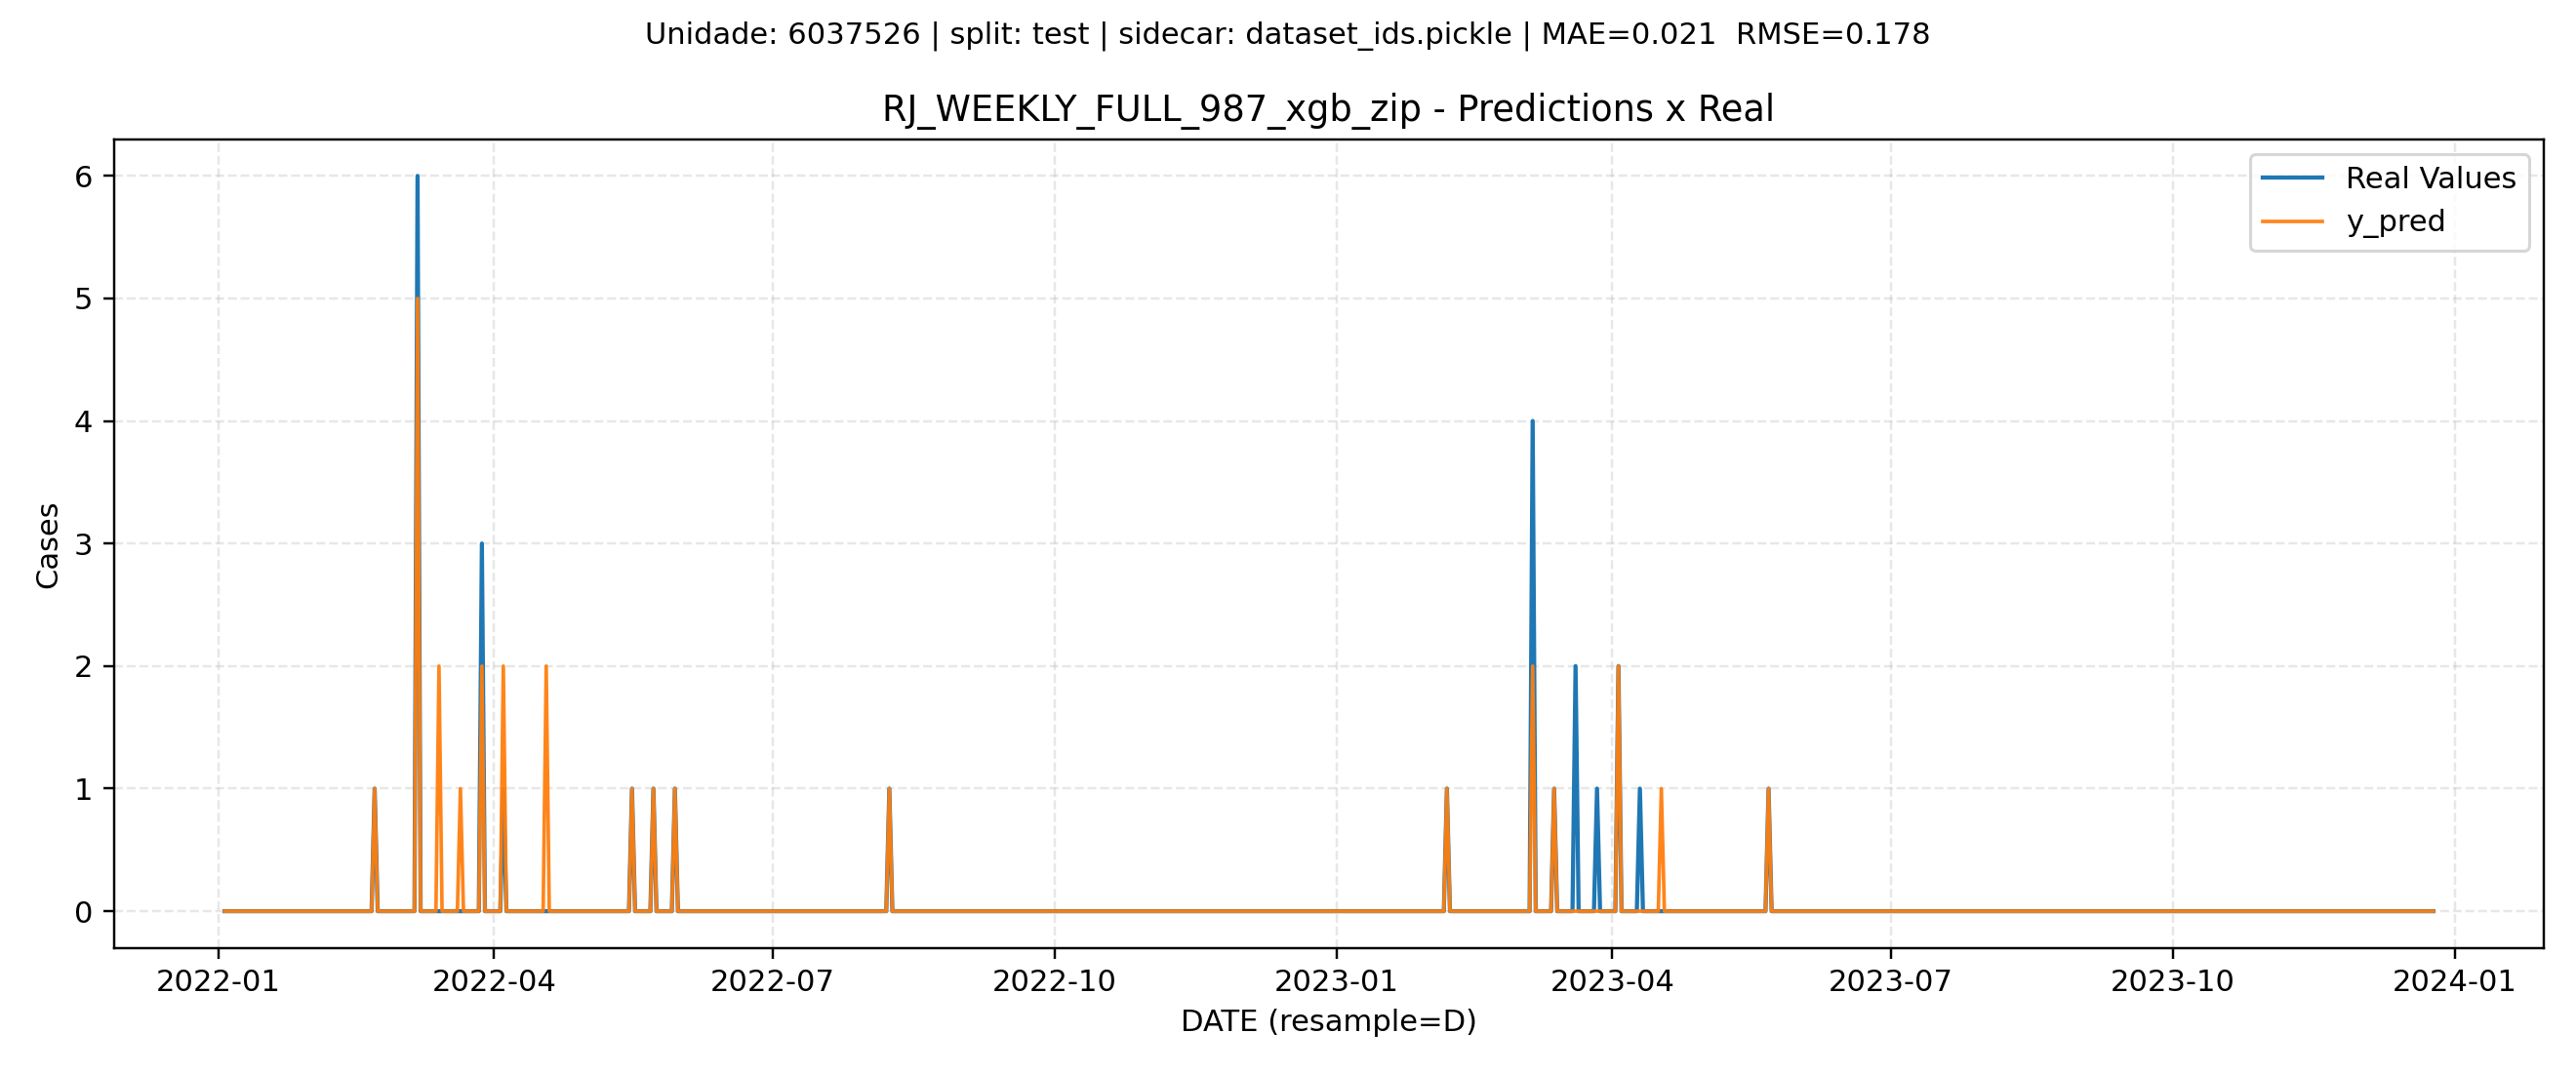 Unidade: 6037526 | split: test | sidecar: dataset_ids.pickle | MAE=0.021  RMSE=0.178
RJ_WEEKLY_FULL_987_xgb_zip - Predictions x Real
Real Values
y_pred
6
5
4
3
2
1
0
Cases
2022-01
2022-04
2022-07
2022-10
2023-01
2023-04
2023-07
2023-10
2024-01
DATE (resample=D)